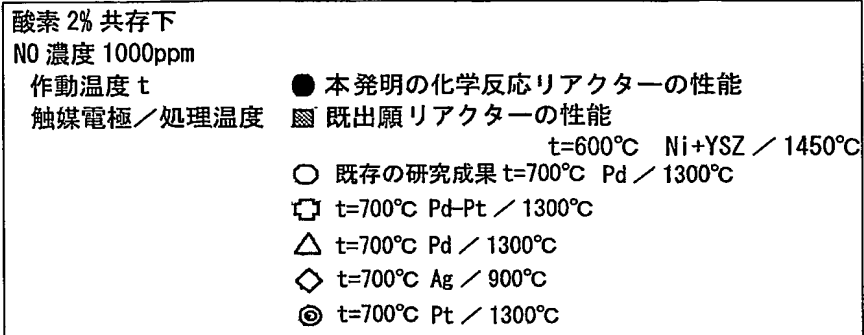 酸素 2% 共存下
NO 濃度 1000ppm
作動温度 t ● 本発明の化学反応リアクターの性能
触媒電極／処理温度 ▨ 既出願リアクターの性能
t=600℃ Ni+YSZ ／ 1450℃
○ 既存の研究成果 t=700℃ Pd ／ 1300℃
t=700℃ Pd-Pt ／ 1300℃
△ t=700℃ Pd ／ 1300℃
◇ t=700℃ Ag ／ 900℃
◎ t=700℃ Pt ／ 1300℃